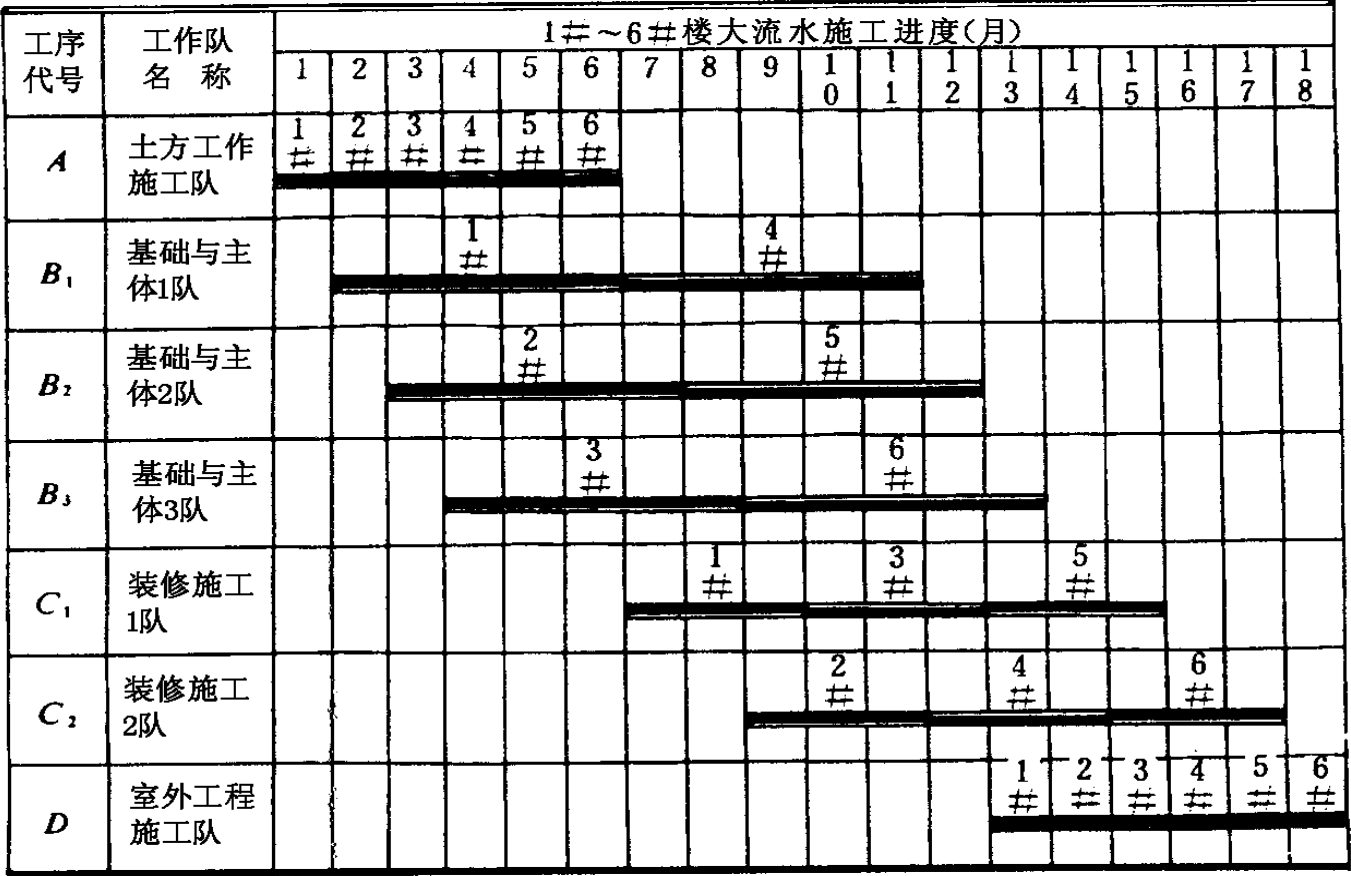 工序代号 工作队名 称 1#~6#楼大流水施工进度(月)
1 2 3 4 5 6 7 8 9 10 11 12 13 14 15 16 17 18
A 土方工作施工队 1# 2# 3# 4# 5# 6#
B₁ 基础与主体1队 1# 4#
B₂ 基础与主体2队 2# 5#
B₃ 基础与主体3队 3# 6#
C₁ 装修施工1队 1# 3# 5#
C₂ 装修施工2队 2# 4# 6#
D 室外工程施工队 1# 2# 3# 4# 5# 6#